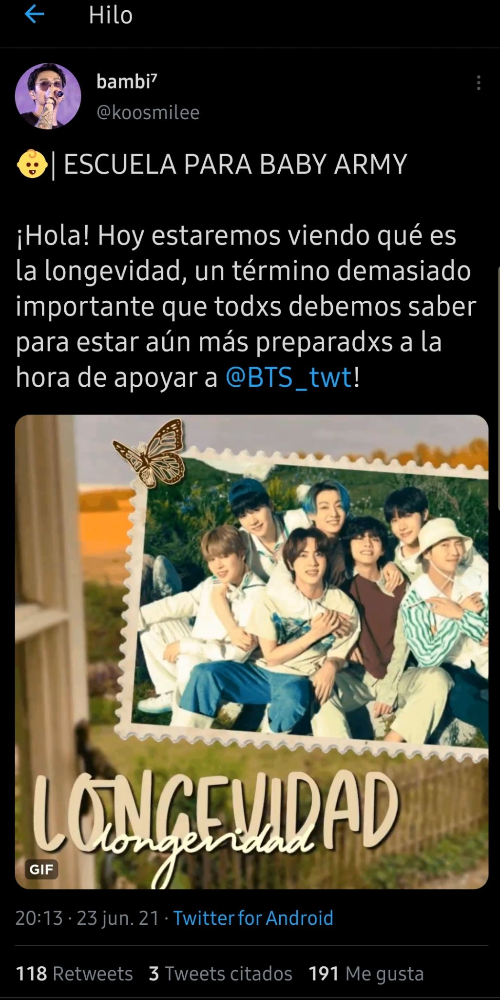 Hilo
bambi⁷
@koosmilee
👶| ESCUELA PARA BABY ARMY
¡Hola! Hoy estaremos viendo qué es
la longevidad, un término demasiado
importante que todxs debemos saber
para estar aún más preparadxs a la
hora de apoyar a @BTS_twt!
LONGEVIDAD
longevidad
GIF
20:13 · 23 jun. 21 · Twitter for Android
118 Retweets 3 Tweets citados 191 Me gusta